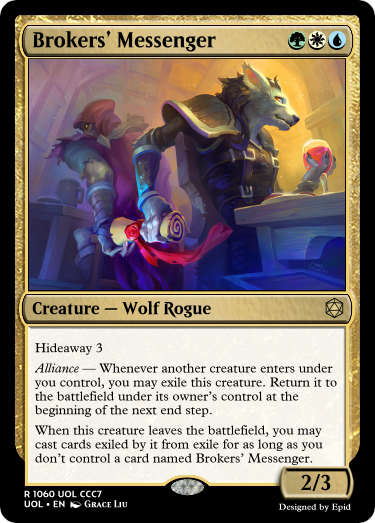 Brokers' Messenger
Creature — Wolf Rogue
Hideaway 3
Alliance — Whenever another creature enters under
you control, you may exile this creature. Return it to
the battlefield under its owner's control at the
beginning of the next end step.
When this creature leaves the battlefield, you may
cast cards exiled by it from exile for as long as you
don't control a card named Brokers' Messenger.
2/3
R 1060 UOL CCC7
UOL • EN Grace Liu
Designed by Epid